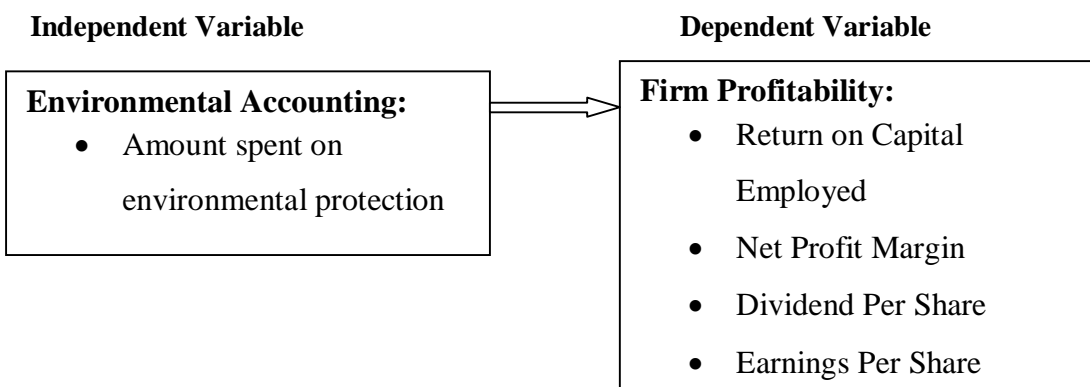 Independent Variable
Dependent Variable
Environmental Accounting:
• Amount spent on
environmental protection
Firm Profitability:
• Return on Capital
Employed
• Net Profit Margin
• Dividend Per Share
• Earnings Per Share